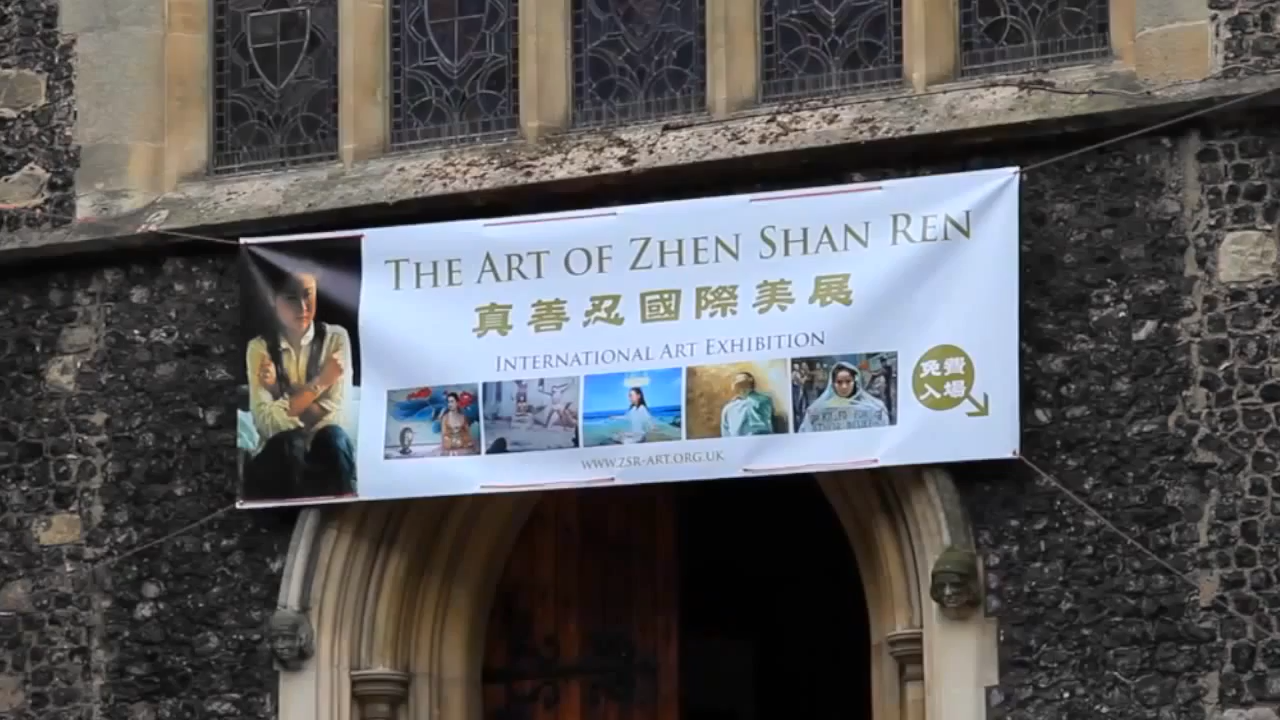 THE ART OF ZHEN SHAN REN
真善忍國際美展
INTERNATIONAL ART EXHIBITION
免費
入場
WWW.ZSR-ART.ORG.UK